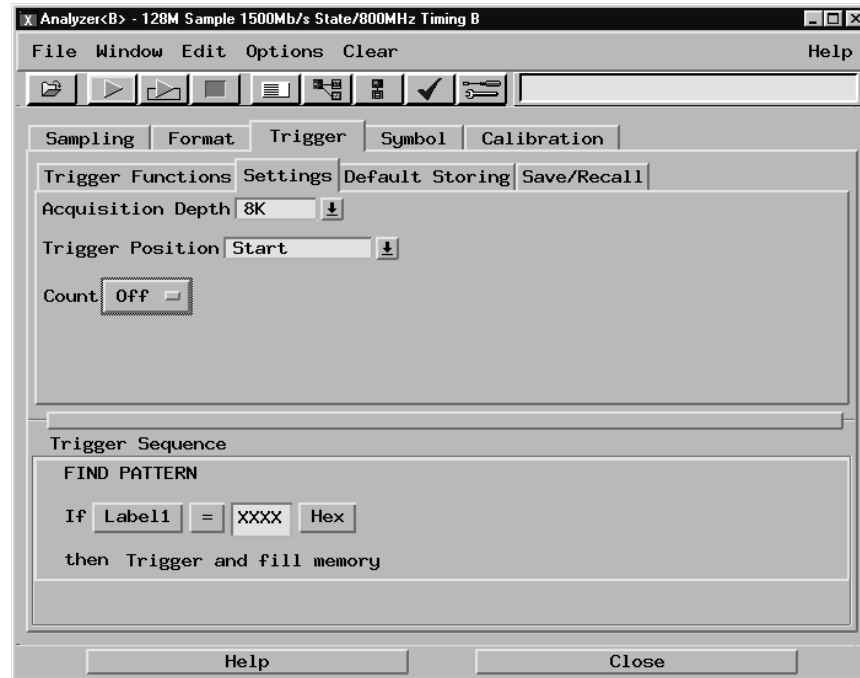 X Analyzer<B> - 128M Sample 1500Mb/s State/800MHz Timing B
File Window Edit Options Clear Help
Sampling Format Trigger Symbol Calibration
Trigger Functions Settings Default Storing Save/Recall
Acquisition Depth 8K
Trigger Position Start
Count Off
Trigger Sequence
FIND PATTERN
If Label1 = XXXX Hex
then Trigger and fill memory
Help Close